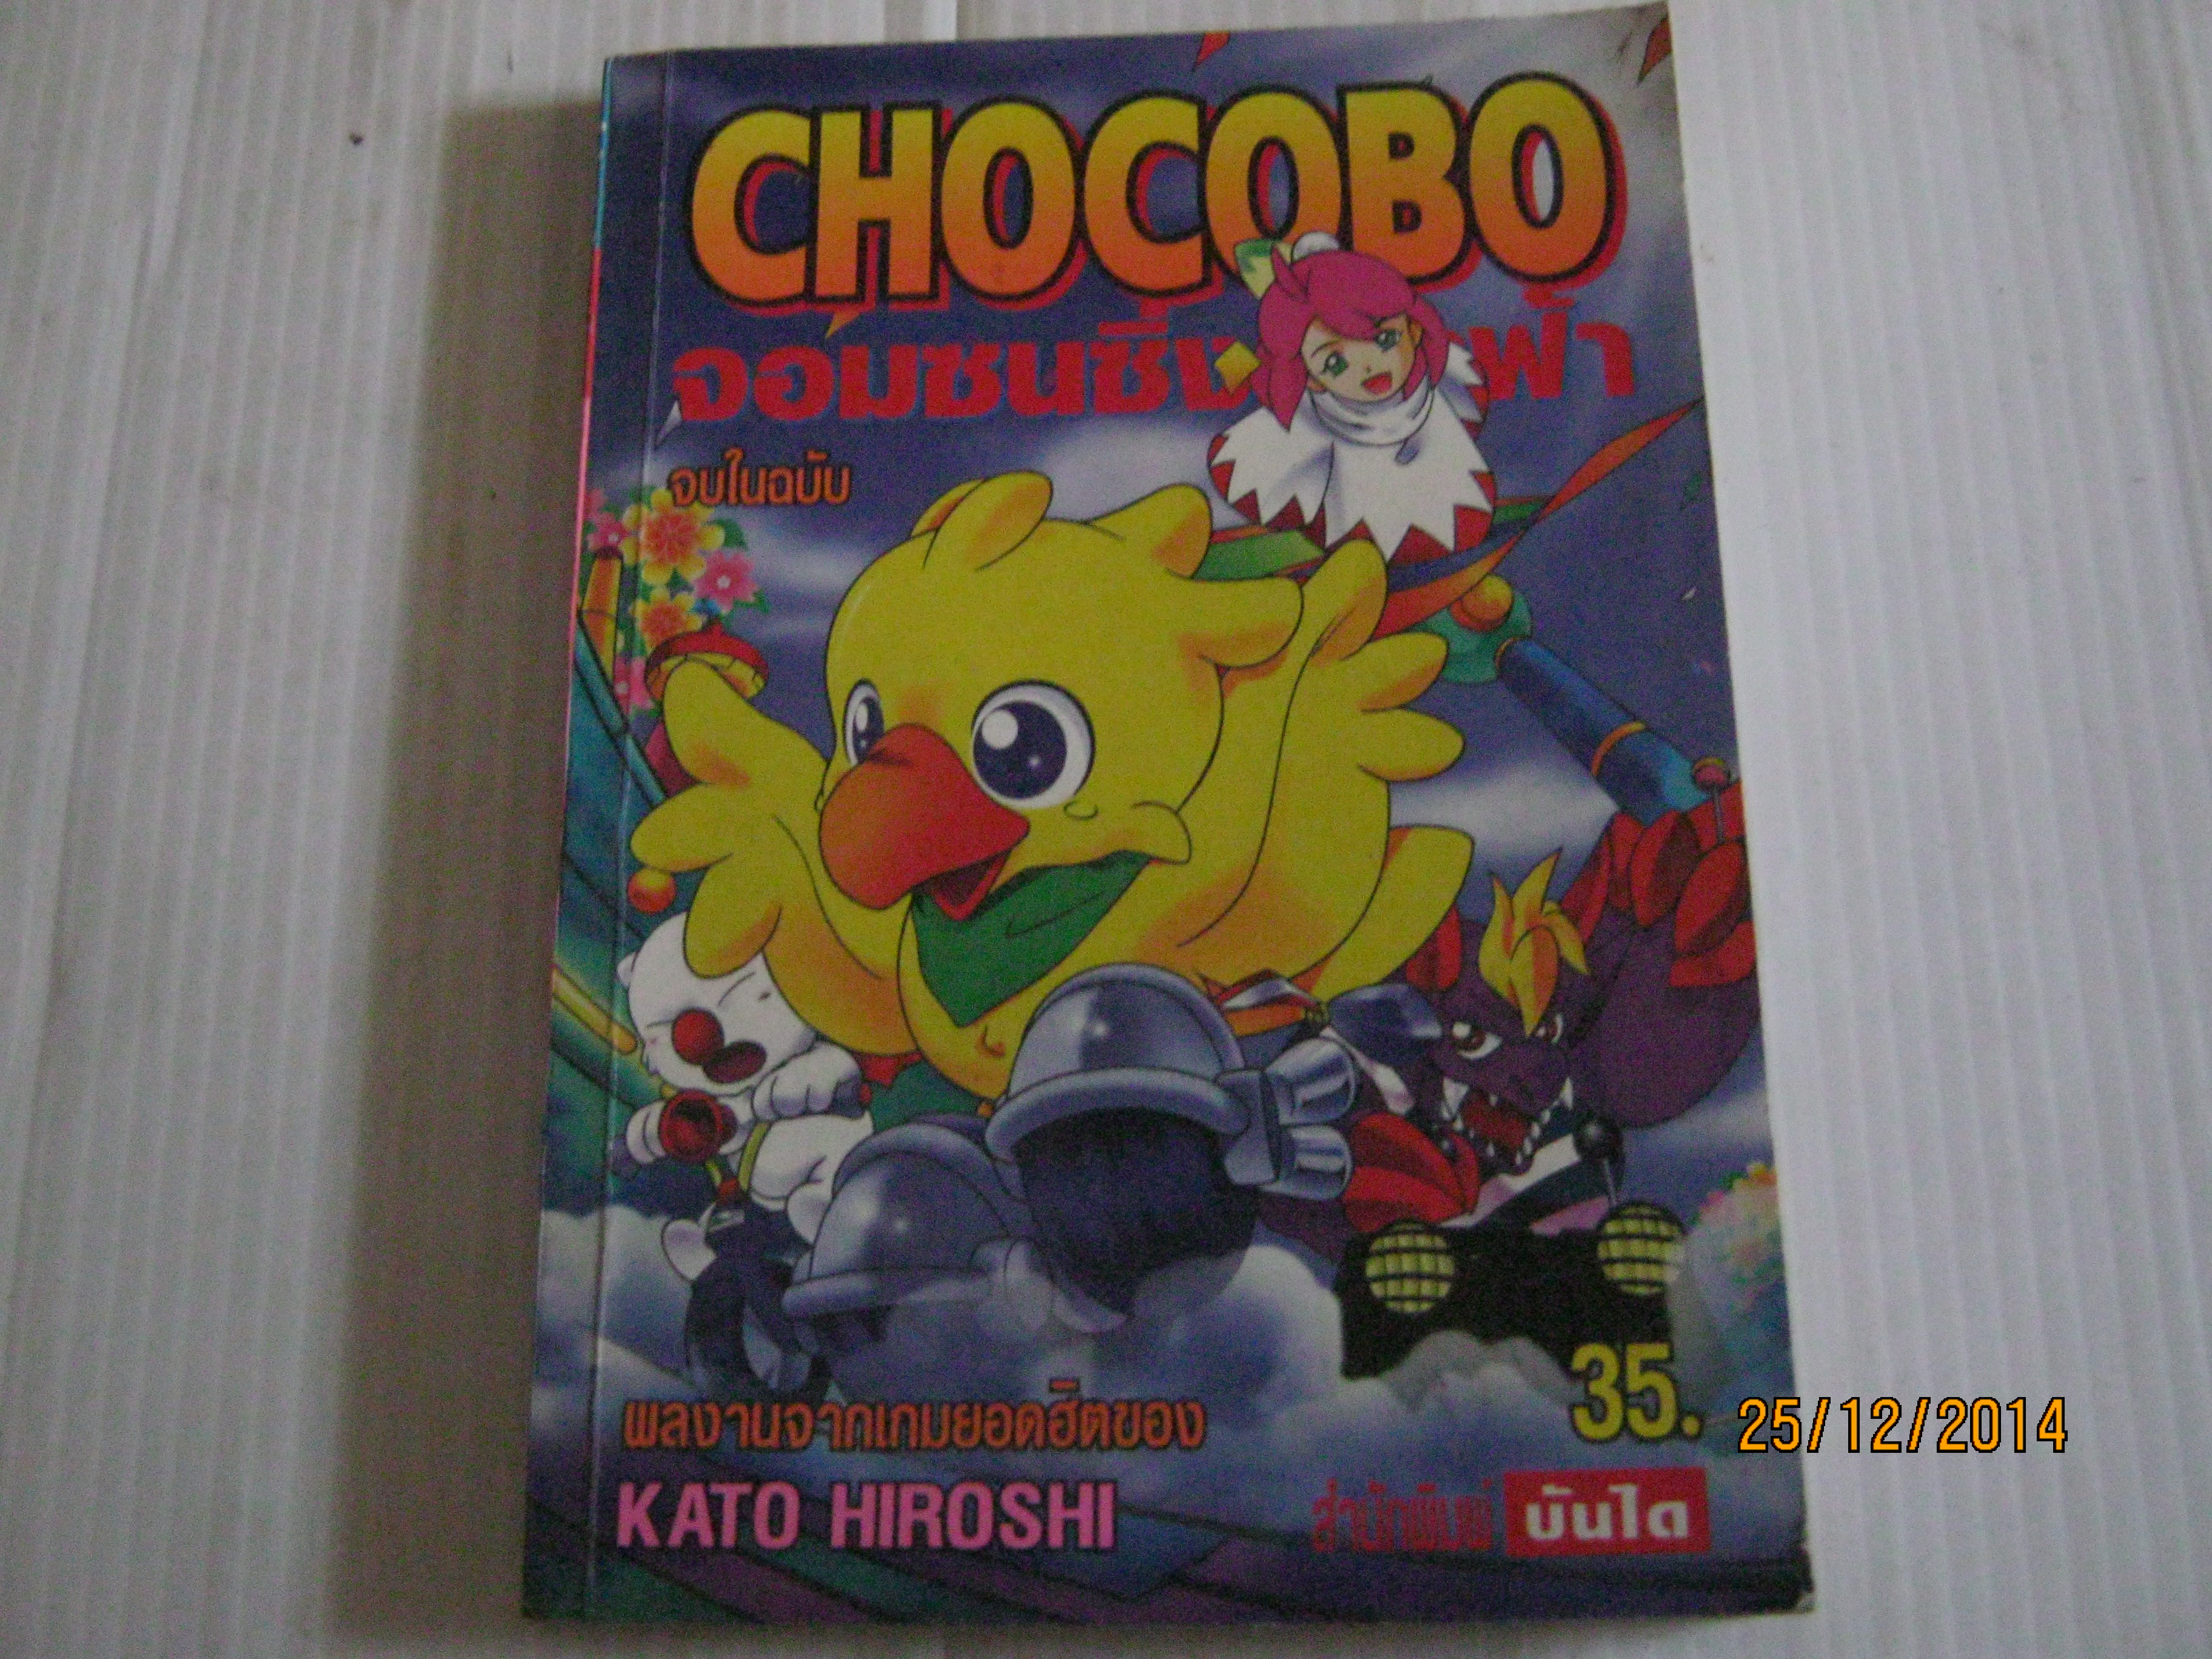 CHOCOBO
จอมซนซิ่ง ฟ้า
จบในฉบับ
ผลงานจากเกมยอดฮิตของ
35.
25/12/2014
KATO HIROSHI
สำนักพิมพ์ บันได